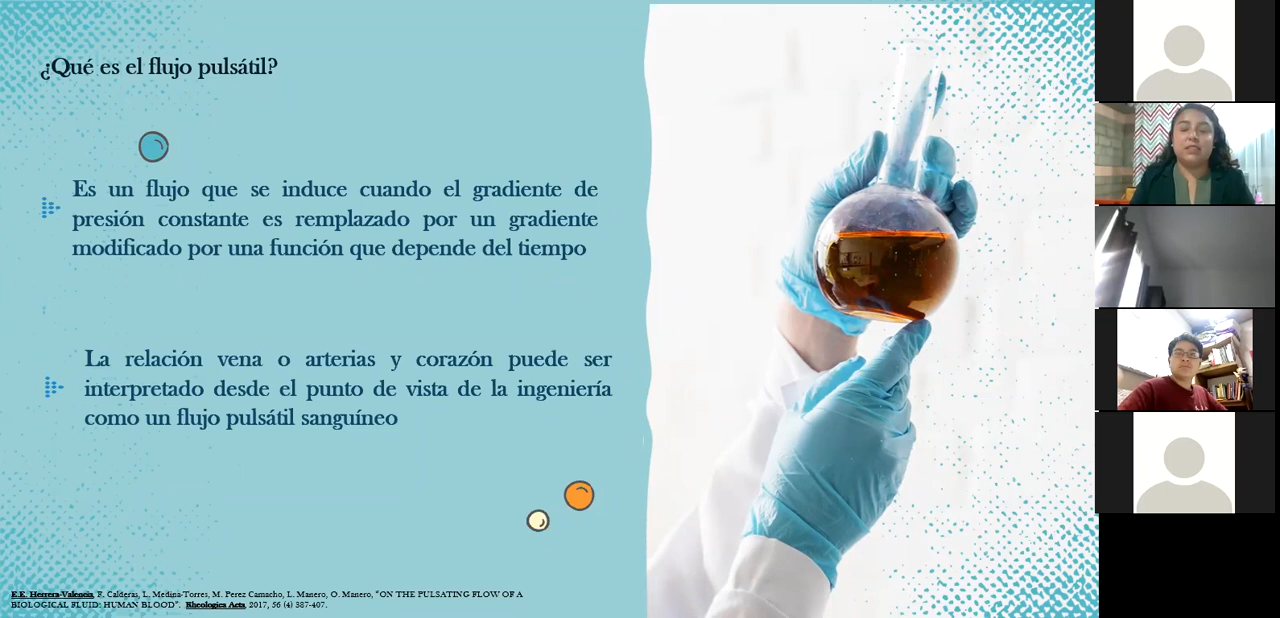 ¿Qué es el flujo pulsátil?
Es un flujo que se induce cuando el gradiente de
presión constante es remplazado por un gradiente
modificado por una función que depende del tiempo
La relación vena o arterias y corazón puede ser
interpretado desde el punto de vista de la ingeniería
como un flujo pulsátil sanguíneo
E.E. Herrera-Valencia, F. Calderas, L. Medina-Torres, M. Perez Camacho, L. Manero, O. Manero, “ON THE PULSATING FLOW OF A
BIOLOGICAL FLUID: HUMAN BLOOD”. Rheologica Acta, 2017, 56 (4) 387-407.